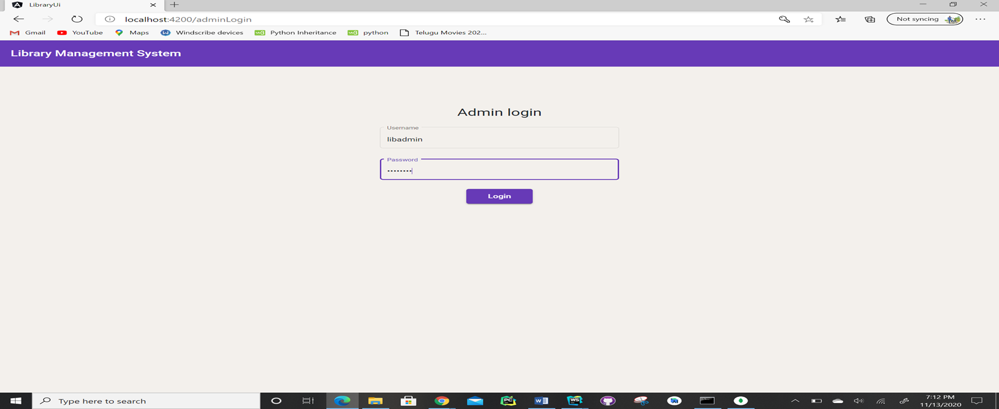 LibraryUi
localhost:4200/adminLogin
Not syncing
Gmail YouTube Maps Windscribe devices Python Inheritance python Telugu Movies 202...
Library Management System
Admin login
Username
libadmin
Password
Login
Type here to search
7:12 PM
11/13/2020